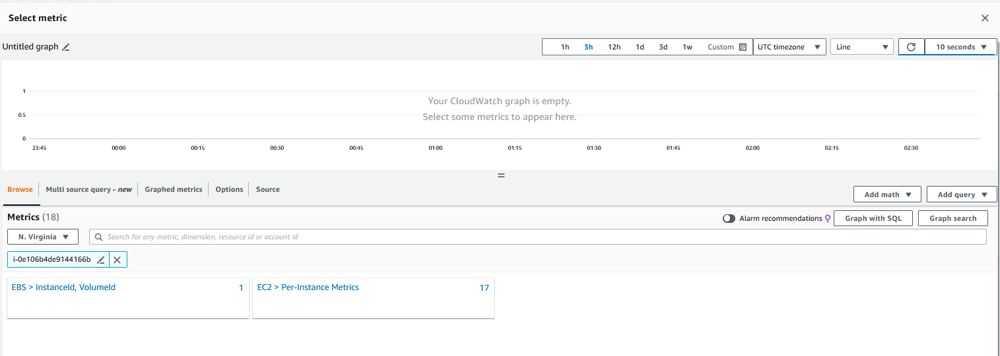 Select metric
Untitled graph
1h 3h 12h 1d 3d 1w Custom UTC timezone Line 10 seconds
1
0.5
0
Your CloudWatch graph is empty.
Select some metrics to appear here.
23:45 00:00 00:15 00:30 00:45 01:00 01:15 01:30 01:45 02:00 02:15 02:30
Browse Multi source query - new Graphed metrics Options Source
Add math Add query
Metrics (18)
Alarm recommendations Graph with SQL Graph search
N. Virginia Search for any metric, dimension, resource id or account id
i-0e106b4de9144166b
EBS > InstanceId, VolumeId 1
EC2 > Per-Instance Metrics 17